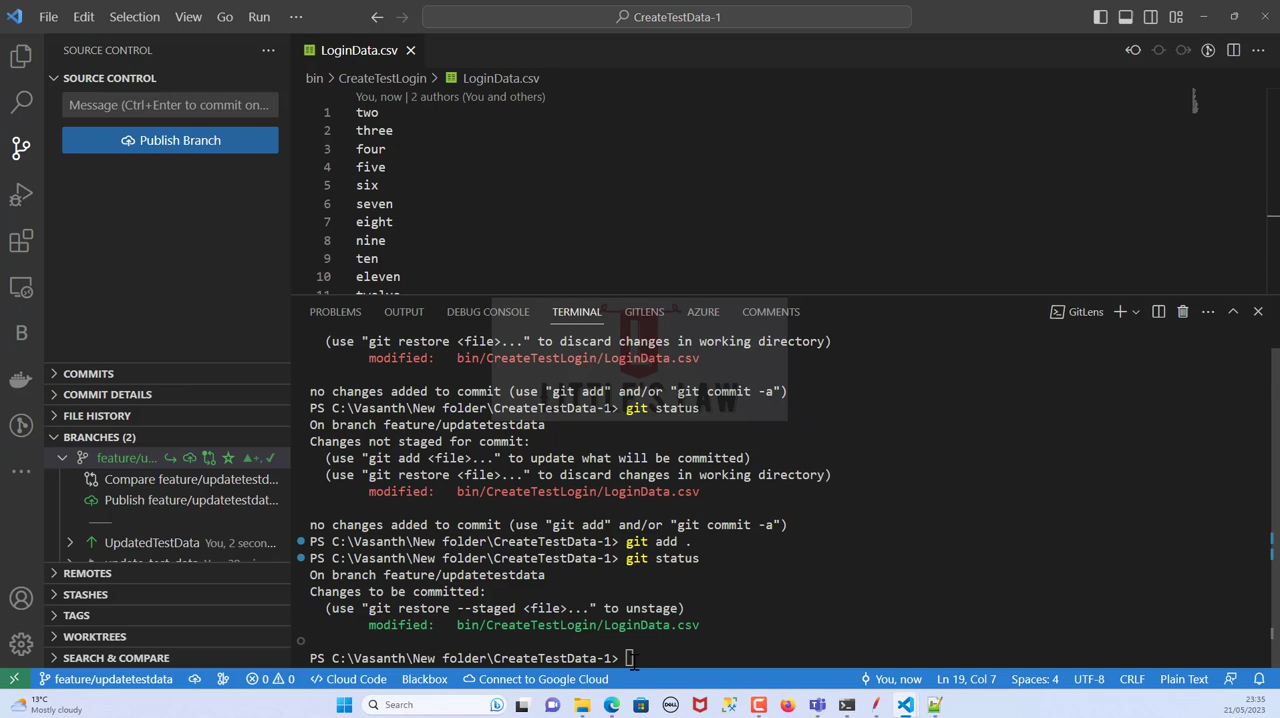 File Edit Selection View Go Run ··· CreateTestData-1
SOURCE CONTROL ···
SOURCE CONTROL
Message (Ctrl+Enter to commit on...
Publish Branch
COMMITS
COMMIT DETAILS
FILE HISTORY
BRANCHES (2)
feature/u...
Compare feature/updatetestd...
Publish feature/updatetestdat...
UpdatedTestData You, 2 secon...
REMOTES
STASHES
TAGS
WORKTREES
SEARCH & COMPARE
LoginData.csv
bin > CreateTestLogin > LoginData.csv
You, now | 2 authors (You and others)
1 two
2 three
3 four
4 five
5 six
6 seven
7 eight
8 nine
9 ten
10 eleven
11 twelve
PROBLEMS OUTPUT DEBUG CONSOLE TERMINAL GITLENS AZURE COMMENTS GitLens
(use "git restore <file>..." to discard changes in working directory)
modified: bin/CreateTestLogin/LoginData.csv
no changes added to commit (use "git add" and/or "git commit -a")
PS C:\Vasanth\New folder\CreateTestData-1> git status
On branch feature/updatetestdata
Changes not staged for commit:
(use "git add <file>..." to update what will be committed)
(use "git restore <file>..." to discard changes in working directory)
modified: bin/CreateTestLogin/LoginData.csv
no changes added to commit (use "git add" and/or "git commit -a")
PS C:\Vasanth\New folder\CreateTestData-1> git add .
PS C:\Vasanth\New folder\CreateTestData-1> git status
On branch feature/updatetestdata
Changes to be committed:
(use "git restore --staged <file>..." to unstage)
modified: bin/CreateTestLogin/LoginData.csv
PS C:\Vasanth\New folder\CreateTestData-1>
LITTLE'S LAW
feature/updatetestdata 0 0 Cloud Code Blackbox Connect to Google Cloud You, now Ln 19, Col 7 Spaces: 4 UTF-8 CRLF Plain Text
13°C
Mostly cloudy
Search
23:35
21/05/2023